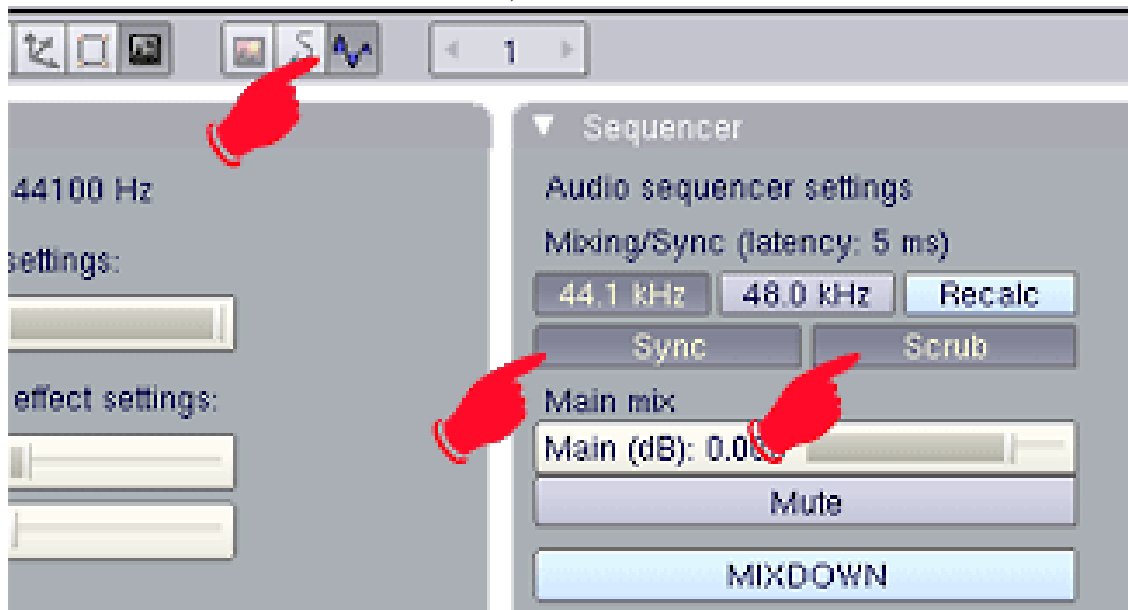 1
Sequencer
44100 Hz
settings:
effect settings:
Audio sequencer settings
Mixing/Sync (latency: 5 ms)
44.1 kHz 48.0 kHz Recalc
Sync Scrub
Main mix
Main (dB): 0.00
Mute
MIXDOWN